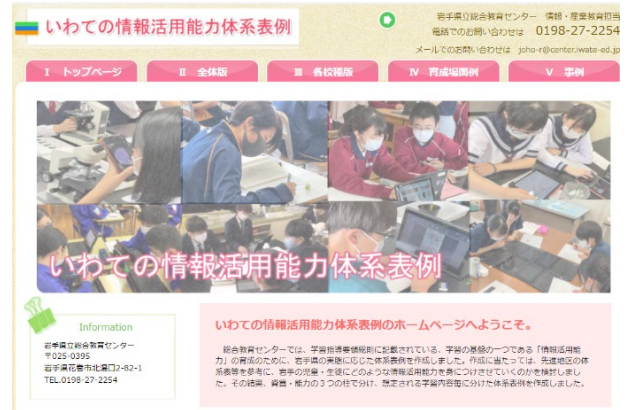 いわての情報活用能力体系表例
岩手県立総合教育センター 情報・産業教育担当
電話でのお問い合わせは 0198-27-2254
メールでのお問い合せは joho-r@center.iwate-ed.jp
Ⅰ トップページ
Ⅱ 全体版
Ⅲ 各校種版
Ⅳ 育成場面例
Ⅴ 事例
いわての情報活用能力体系表例
Information
岩手県立総合教育センター
〒025-0395
岩手県花巻市北湯口2-82-1
TEL.0198-27-2254
いわての情報活用能力体系表例のホームページへようこそ。
総合教育センターでは、学習指導要領総則に記載されている、学習の基盤の一つである「情報活用能
力」の育成のために、岩手県の実態に応じた体系表例を作成しました。作成に当たっては、先進地区の体
系表等を参考に、岩手の児童・生徒にどのような情報活用能力を身につけさせていくのかを検討しまし
た。その結果、資質・能力の3つの柱で分け、想定される学習内容毎に分けた体系表例を作成しました。